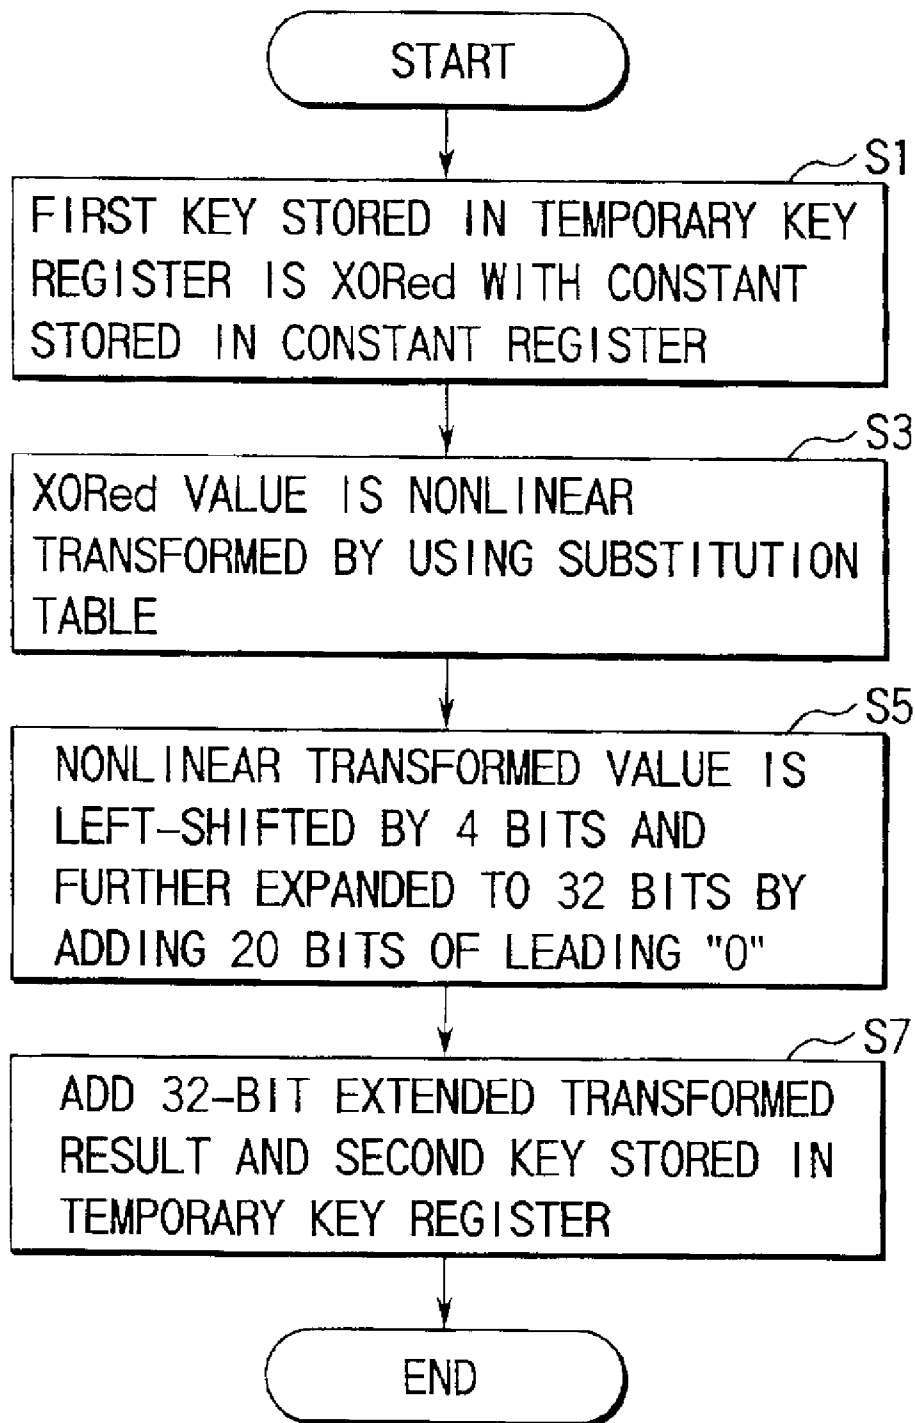 START
S1
FIRST KEY STORED IN TEMPORARY KEY
REGISTER IS XORed WITH CONSTANT
STORED IN CONSTANT REGISTER
S3
XORed VALUE IS NONLINEAR
TRANSFORMED BY USING SUBSTITUTION
TABLE
S5
NONLINEAR TRANSFORMED VALUE IS
LEFT-SHIFTED BY 4 BITS AND
FURTHER EXPANDED TO 32 BITS BY
ADDING 20 BITS OF LEADING "0"
S7
ADD 32-BIT EXTENDED TRANSFORMED
RESULT AND SECOND KEY STORED IN
TEMPORARY KEY REGISTER
END